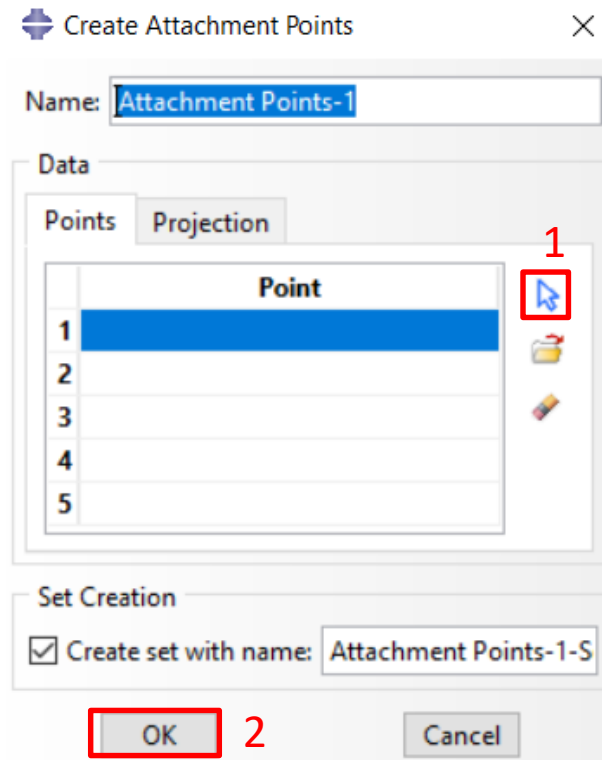 Create Attachment Points
Name: Attachment Points-1
Data
Points Projection
1
Point
1
2
3
4
5
Set Creation
Create set with name: Attachment Points-1-S
OK 2 Cancel